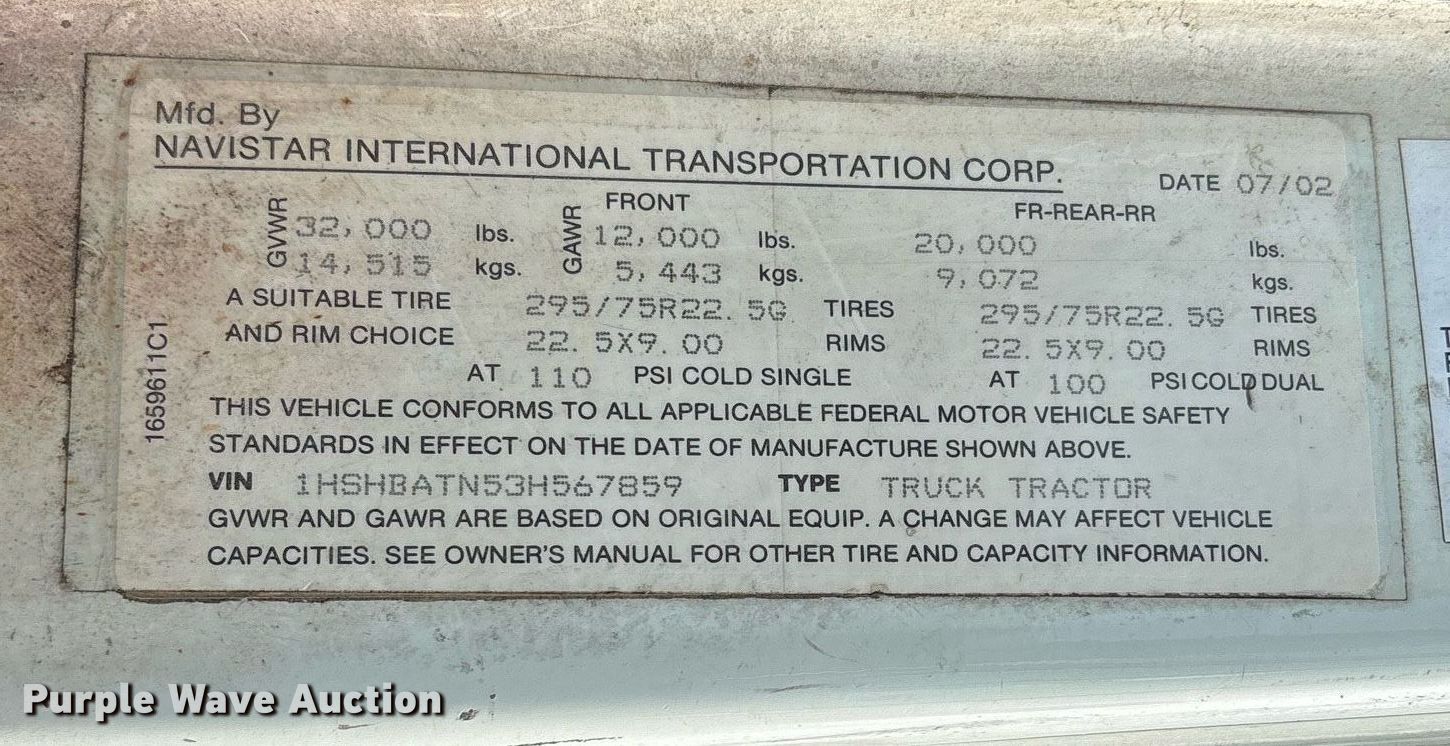 Mfd. By
NAVISTAR INTERNATIONAL TRANSPORTATION CORP.
DATE 07/02
FRONT FR-REAR-RR
GVWR 32,000 lbs. GAWR 12,000 lbs. 20,000 lbs.
14,515 kgs. 5,443 kgs. 9,072 kgs.
A SUITABLE TIRE 295/75R22.5G TIRES 295/75R22.5G TIRES
AND RIM CHOICE 22.5X9.00 RIMS 22.5X9.00 RIMS
AT 110 PSI COLD SINGLE AT 100 PSI COLD DUAL
1659611C1
THIS VEHICLE CONFORMS TO ALL APPLICABLE FEDERAL MOTOR VEHICLE SAFETY
STANDARDS IN EFFECT ON THE DATE OF MANUFACTURE SHOWN ABOVE.
VIN 1HSHBATN53H567859 TYPE TRUCK TRACTOR
GVWR AND GAWR ARE BASED ON ORIGINAL EQUIP. A CHANGE MAY AFFECT VEHICLE
CAPACITIES. SEE OWNER'S MANUAL FOR OTHER TIRE AND CAPACITY INFORMATION.
Purple Wave Auction